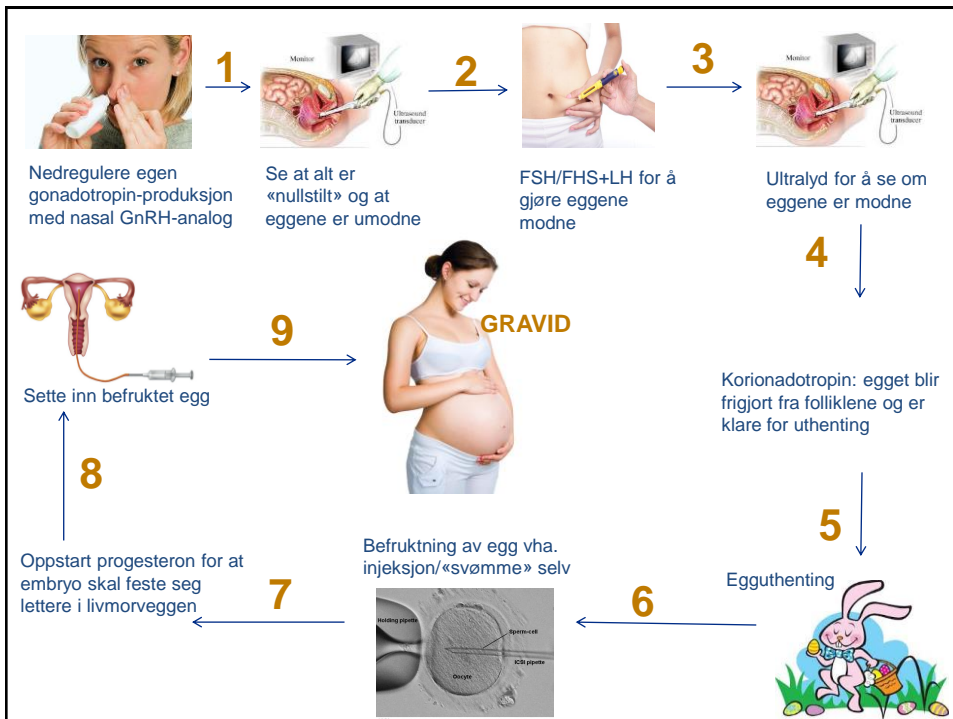 1
2
3
Monitor
Ultrasound
transducer
Monitor
Ultrasound
transducer
Nedregulere egen
gonadotropin-produksjon
med nasal GnRH-analog
Se at alt er
«nullstilt» og at
eggene er umodne
FSH/FHS+LH for å
gjøre eggene
modne
Ultralyd for å se om
eggene er modne
4
9
GRAVID
Sette inn befruktet egg
Korionadotropin: egget blir
frigjort fra folliklene og er
klare for uthenting
8
5
Oppstart progesteron for at
embryo skal feste seg
lettere i livmorveggen
7
Befruktning av egg vha.
injeksjon/«svømme» selv
6
Egguthenting
Holding pipette
Sperm-cell
ICSI pipette
Oocyte